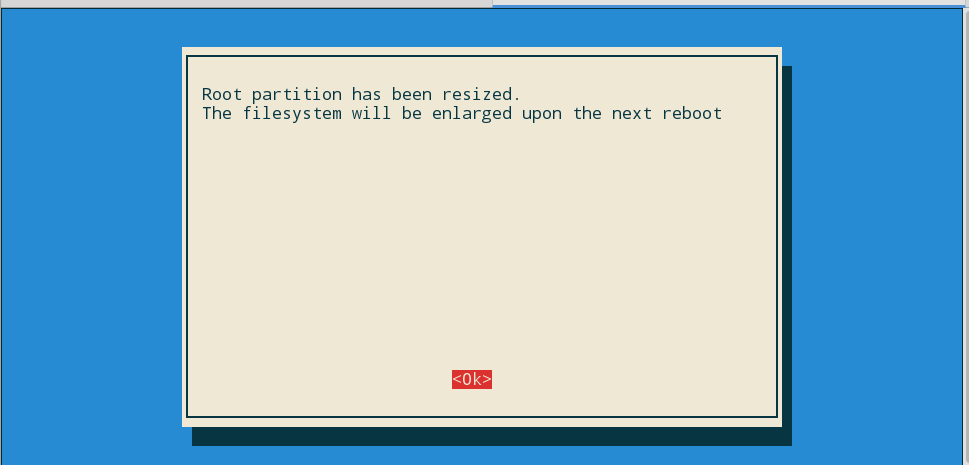 Root partition has been resized.
The filesystem will be enlarged upon the next reboot
<Ok>